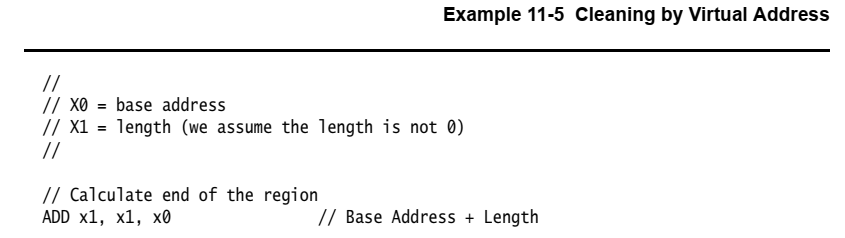 Example 11-5 Cleaning by Virtual Address
//
// X0 = base address
// X1 = length (we assume the length is not 0)
//
// Calculate end of the region
ADD x1, x1, x0 // Base Address + Length